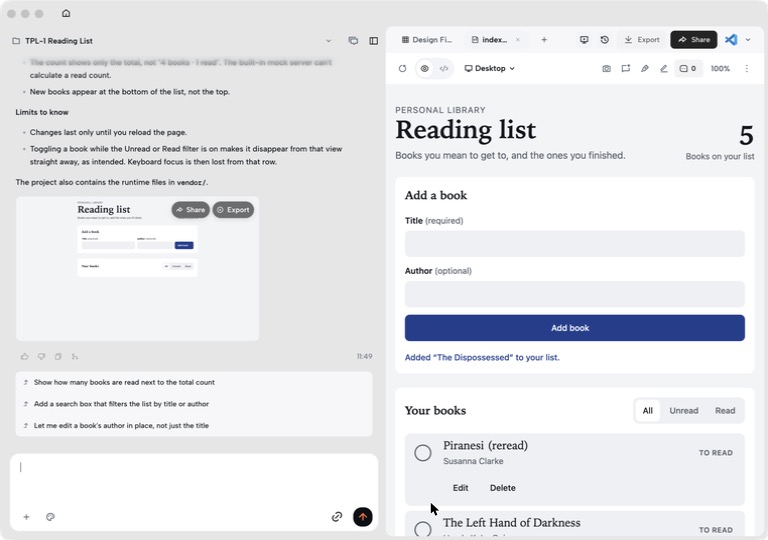 TPL-1 Reading List
The count shows only the total, not "4 books · 1 read". The built-in mock server can't
calculate a read count.
New books appear at the bottom of the list, not the top.
Limits to know
Changes last only until you reload the page.
Toggling a book while the Unread or Read filter is on makes it disappear from that view
straight away, as intended. Keyboard focus is then lost from that row.
The project also contains the runtime files in vendor/.
Reading list
Share
Export
Add a book
Your books
11:49
Show how many books are read next to the total count
Add a search box that filters the list by title or author
Let me edit a book's author in place, not just the title
Design Fi...
index...
Export
Share
Desktop
0
100%
PERSONAL LIBRARY
Reading list
Books you mean to get to, and the ones you finished.
5
Books on your list
Add a book
Title (required)
Author (optional)
Add book
Added “The Dispossessed” to your list.
Your books
All
Unread
Read
Piranesi (reread)
Susanna Clarke
TO READ
Edit
Delete
The Left Hand of Darkness
TO READ